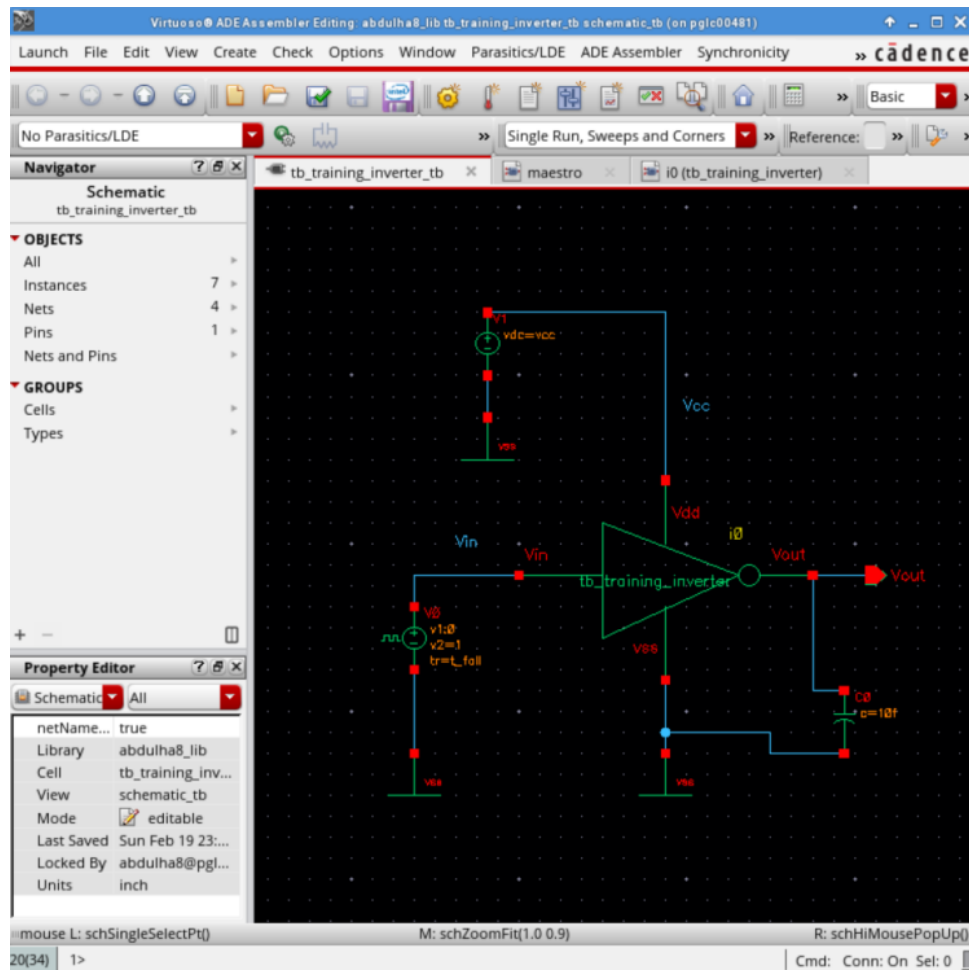 Virtuoso® ADE Assembler Editing: abdulha8_lib tb_training_inverter_tb schematic_tb (on pglc00481)
Launch File Edit View Create Check Options Window Parasitics/LDE ADE Assembler Synchronicity » cādence
» Basic »
No Parasitics/LDE » Single Run, Sweeps and Corners » Reference: »
Navigator ? tb_training_inverter_tb maestro i0 (tb_training_inverter)
Schematic
tb_training_inverter_tb
OBJECTS
All
Instances 7
Nets 4
Pins 1
Nets and Pins
GROUPS
Cells
Types
V1
vdc=vcc
Vcc
vss
Vdd
i0
Vin
Vin
Vout
tb_training_inverter
Vout
V0
v1:0
v2=1
tr=t_fall
vss
C0
c=10f
vss
vss
Property Editor ?
Schematic All
netName... true
Library abdulha8_lib
Cell tb_training_inv...
View schematic_tb
Mode editable
Last Saved Sun Feb 19 23:...
Locked By abdulha8@pgl...
Units inch
mouse L: schSingleSelectPt() M: schZoomFit(1.0 0.9) R: schHiMousePopUp()
20(34) 1> Cmd: Conn: On Sel: 0